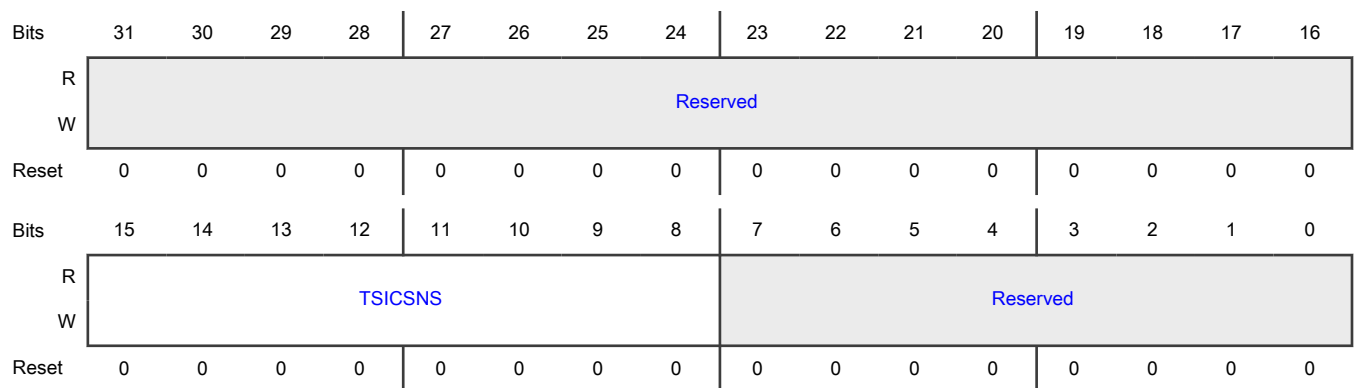 Bits 31 30 29 28 27 26 25 24 23 22 21 20 19 18 17 16
R
Reserved
W
Reset 0 0 0 0 0 0 0 0 0 0 0 0 0 0 0 0
Bits 15 14 13 12 11 10 9 8 7 6 5 4 3 2 1 0
R
TSICSNS Reserved
W
Reset 0 0 0 0 0 0 0 0 0 0 0 0 0 0 0 0